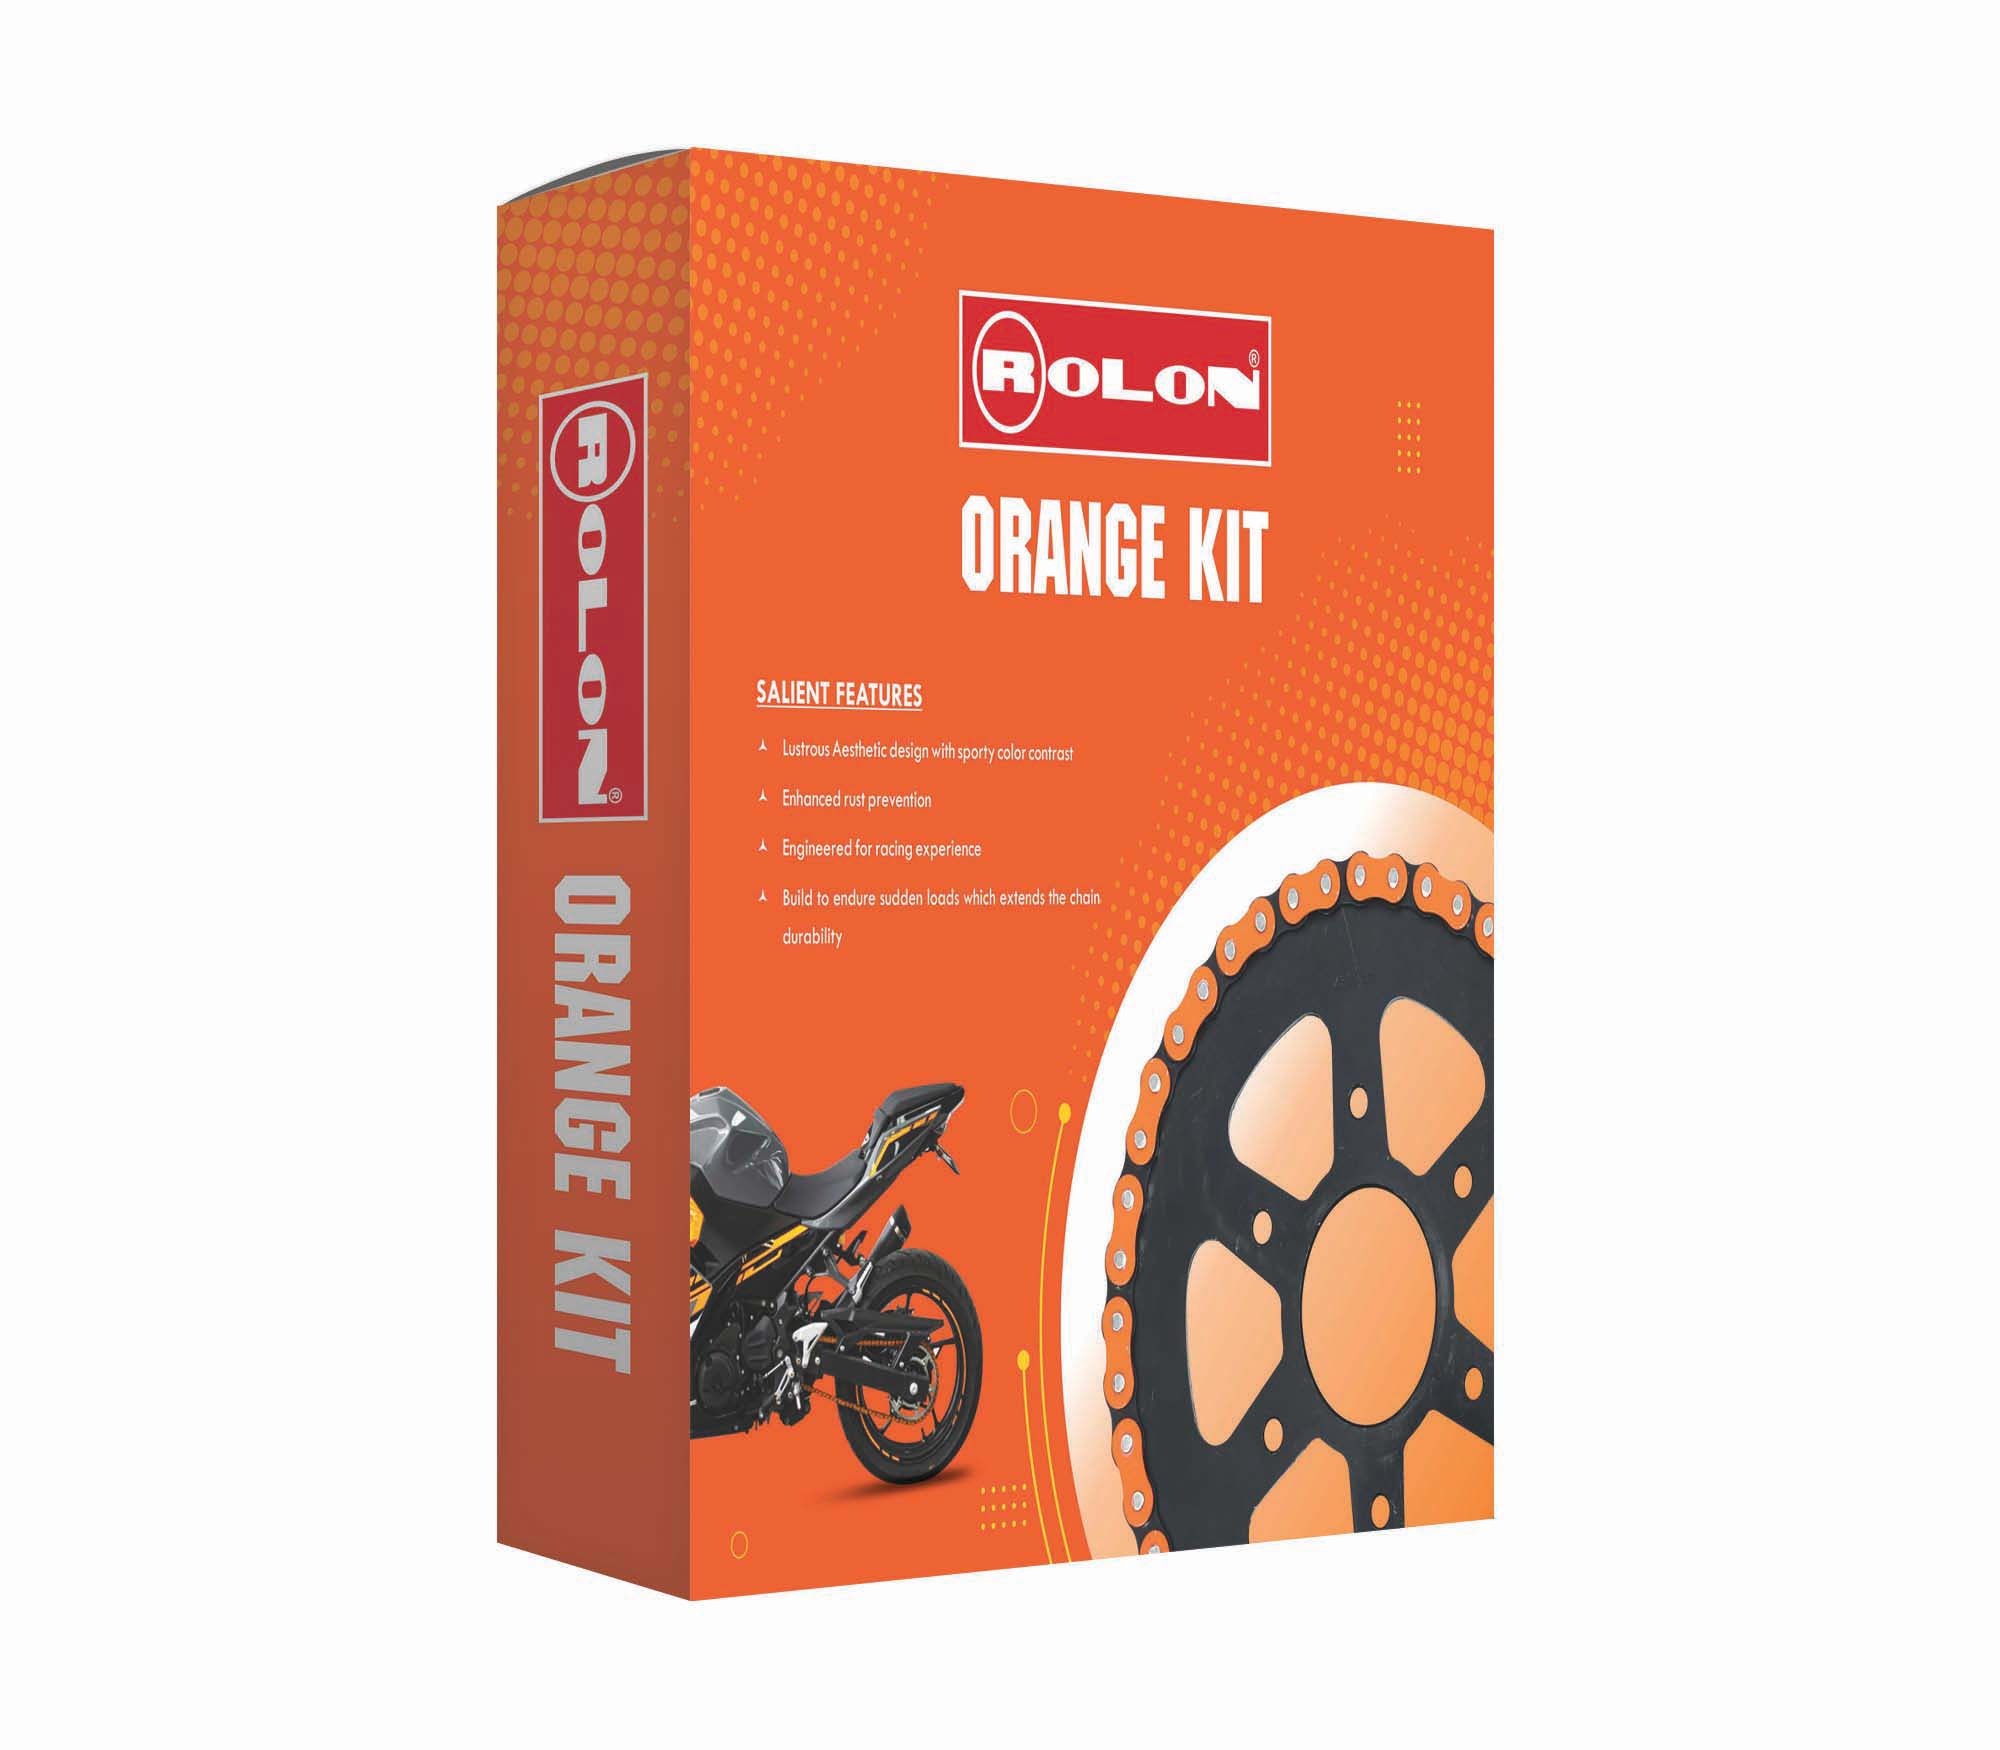 ROLON®
ORANGE KIT
ROLON®
ORANGE KIT
SALIENT FEATURES
Lustrous Aesthetic design with sporty color contrast
Enhanced rust prevention
Engineered for racing experience
Build to endure sudden loads which extends the chain
durability